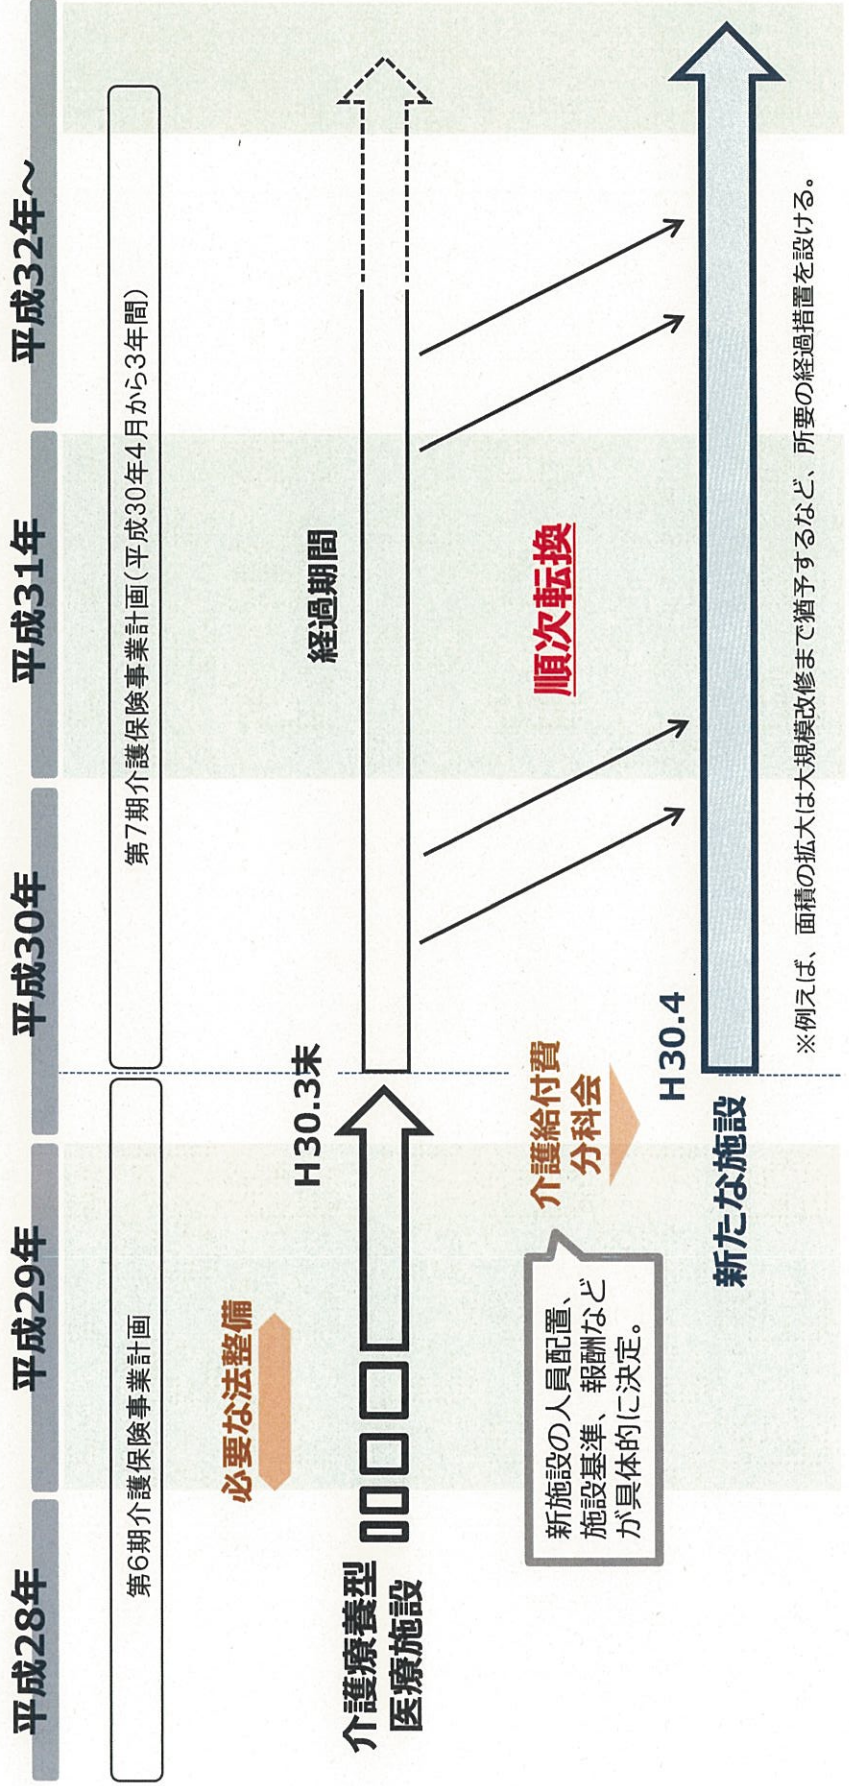 平成28年
平成29年
平成30年
平成31年
平成32年～
第6期介護保険事業計画
第7期介護保険事業計画(平成30年4月から3年間)
必要な法整備
H30.3末
経過期間
介護療養型
医療施設
介護給付費
分科会
順次転換
新施設の人員配置、
施設基準、報酬など
が具体的に決定。
H30.4
新たな施設
※例えば、面積の拡大は大規模改修まで猶予するなど、所要の経過措置を設ける。